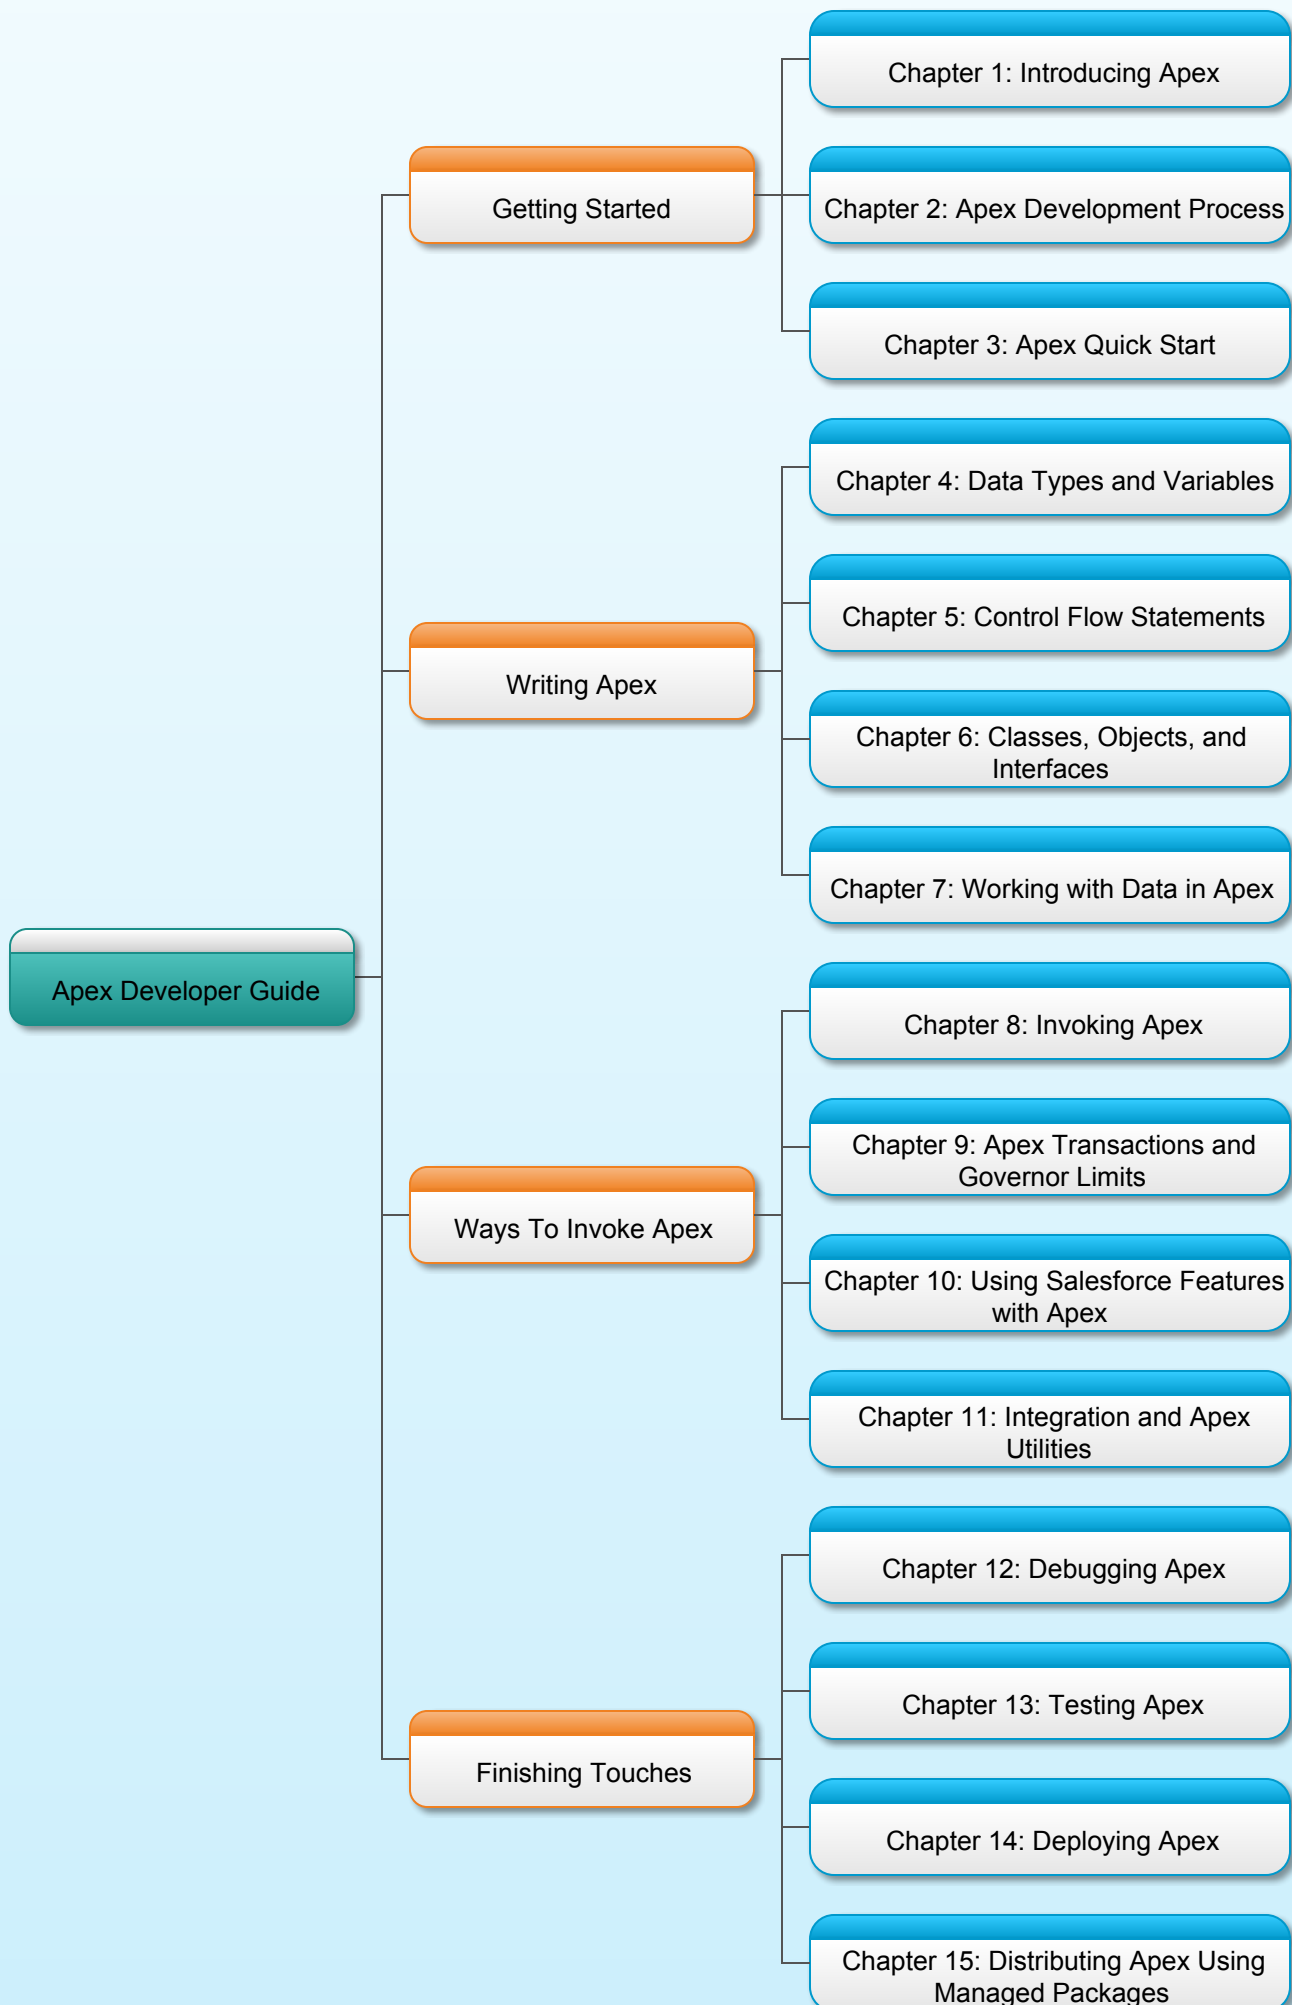 Apex Developer Guide
Getting Started
Chapter 1: Introducing Apex
Chapter 2: Apex Development Process
Chapter 3: Apex Quick Start
Writing Apex
Chapter 4: Data Types and Variables
Chapter 5: Control Flow Statements
Chapter 6: Classes, Objects, and
Interfaces
Chapter 7: Working with Data in Apex
Ways To Invoke Apex
Chapter 8: Invoking Apex
Chapter 9: Apex Transactions and
Governor Limits
Chapter 10: Using Salesforce Features
with Apex
Chapter 11: Integration and Apex
Utilities
Finishing Touches
Chapter 12: Debugging Apex
Chapter 13: Testing Apex
Chapter 14: Deploying Apex
Chapter 15: Distributing Apex Using
Managed Packages